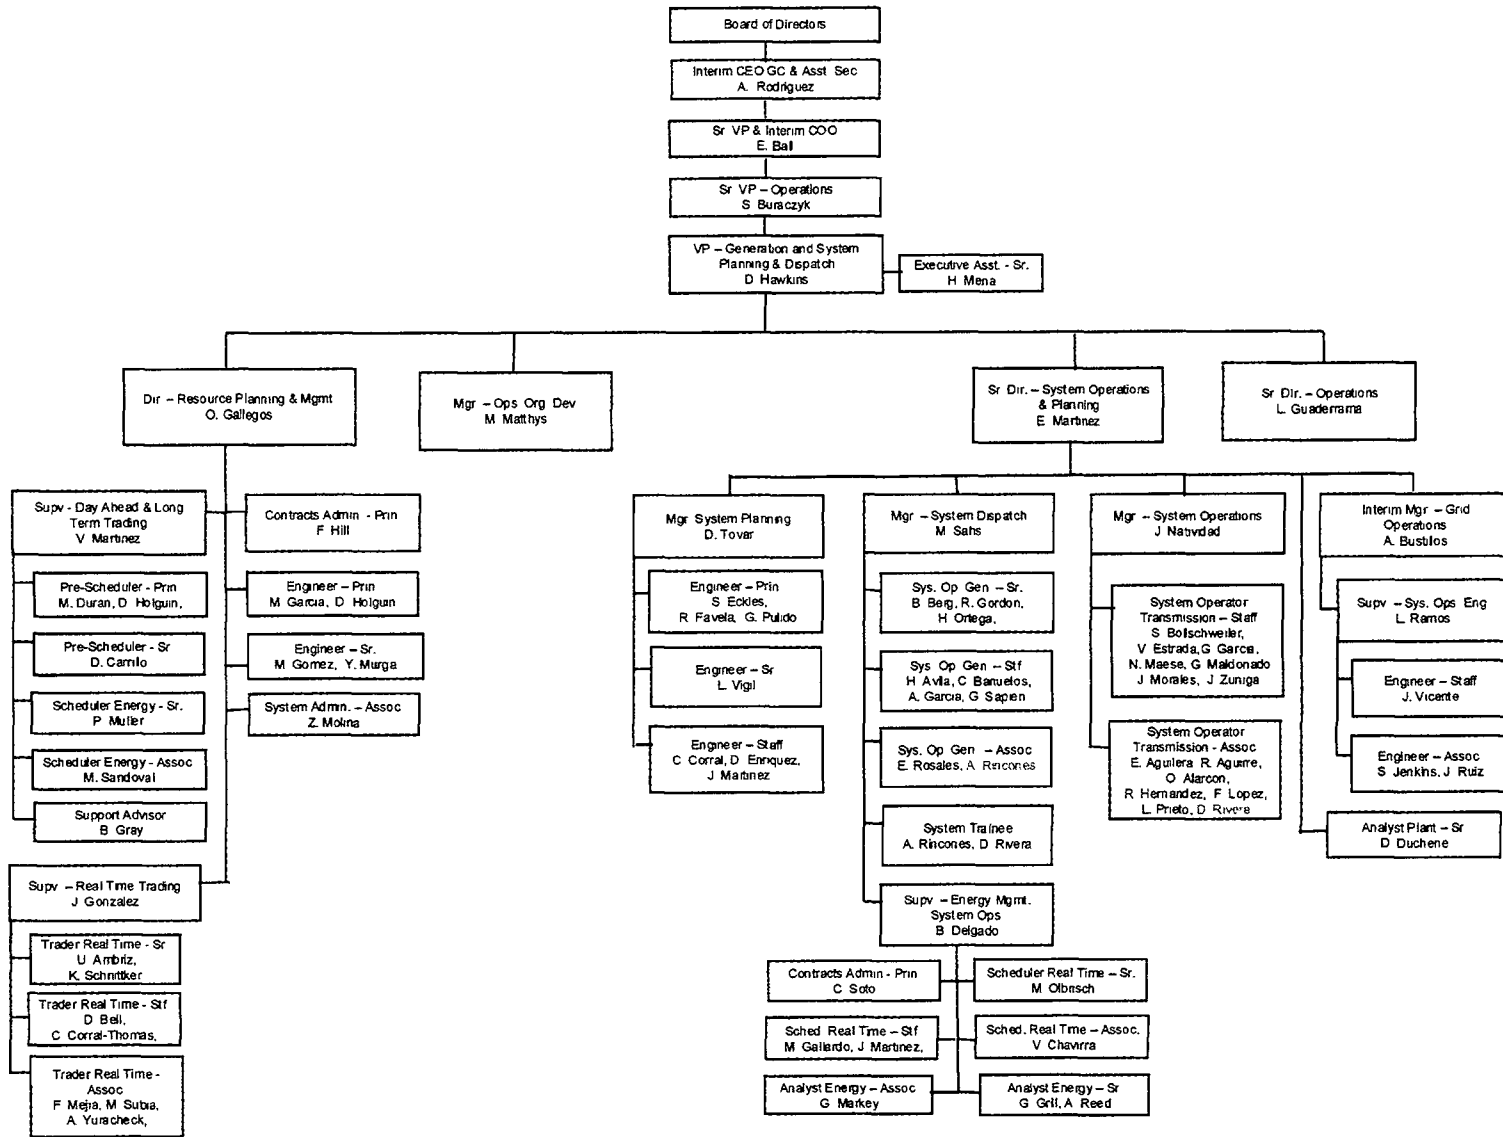 Board of Directors
Interim CEO GC & Asst Sec
A. Rodriguez
Sr VP & Interim COO
E. Ball
Sr VP – Operations
S Buraczyk
VP – Generation and System
Planning & Dispatch
D Hawkins
Executive Asst. - Sr.
H Mena
Dir – Resource Planning & Mgmt
O. Gallegos
Mgr – Ops Org Dev
M Matthys
Sr Dir. – System Operations
& Planning
E Martinez
Sr Dir. – Operations
L. Guaderrama
Supv - Day Ahead & Long
Term Trading
V Martinez
Contracts Admin - Prin
F Hill
Pre-Scheduler - Prin
M. Duran, D Holguin,
Engineer – Prin
M Garcia, D Holguin
Pre-Scheduler - Sr
D. Carrillo
Engineer – Sr.
M Gomez, Y. Murga
Scheduler Energy - Sr.
P Muller
System Admin. – Assoc
Z. Molina
Scheduler Energy - Assoc
M. Sandoval
Support Advisor
B Gray
Supv – Real Time Trading
J Gonzalez
Trader Real Time - Sr
U Ambriz,
K. Schnittker
Trader Real Time - Stf
D Bell,
C Corral-Thomas,
Trader Real Time -
Assoc
F Mejia, M Subia,
A Yuracheck,
Mgr System Planning
D. Tovar
Engineer – Prin
S Eckles,
R Favela, G. Pulido
Engineer – Sr
L. Vigil
Engineer – Staff
C Corral, D Enriquez,
J Martinez
Mgr – System Dispatch
M Sahs
Sys. Op Gen – Sr.
B Berg, R. Gordon,
H Ortega,
Sys Op Gen – Stf
H Avila, C Banuelos,
A. Garcia, G Sapien
Sys. Op Gen – Assoc
E. Rosales, A Rincones
System Trainee
A. Rincones, D Rivera
Supv – Energy Mgmt.
System Ops
B Delgado
Contracts Admin - Prin
C Soto
Scheduler Real Time – Sr.
M Olbrisch
Sched Real Time – Stf
M Gallardo, J Martinez,
Sched. Real Time – Assoc.
V Chavirra
Analyst Energy – Assoc
G Markey
Analyst Energy – Sr
G Grill, A Reed
Mgr – System Operations
J Natividad
System Operator
Transmission – Staff
S Bollschweiler,
V Estrada, G Garcia,
N. Maese, G Maldonado
J Morales, J Zuniga
System Operator
Transmission - Assoc
E Aguilera R. Aguirre,
O Alarcon,
R Hernandez, F Lopez,
L. Prieto, D Rivera
Interim Mgr – Grid
Operations
A. Bustillos
Supv – Sys. Ops Eng
L. Ramos
Engineer – Staff
J. Vicente
Engineer – Assoc
S Jenkins, J Ruiz
Analyst Plant – Sr
D Duchene